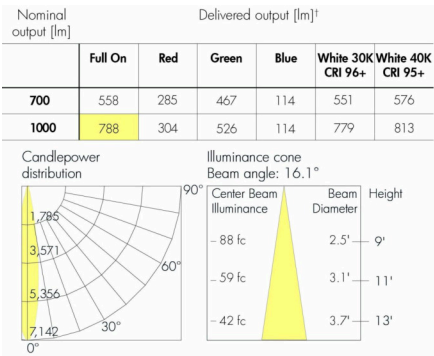 Nominal output [lm] Delivered output [lm]†
Full On Red Green Blue White 30K CRI 96+ White 40K CRI 95+
700 558 285 467 114 551 576
1000 788 304 526 114 779 813
Candlepower distribution
90°
1,785
3,571
60°
5,356
30°
7,142
0°
Illuminance cone
Beam angle: 16.1°
Center Beam Illuminance Beam Diameter Height
88 fc 2.5' 9'
59 fc 3.1' 11'
42 fc 3.7' 13'